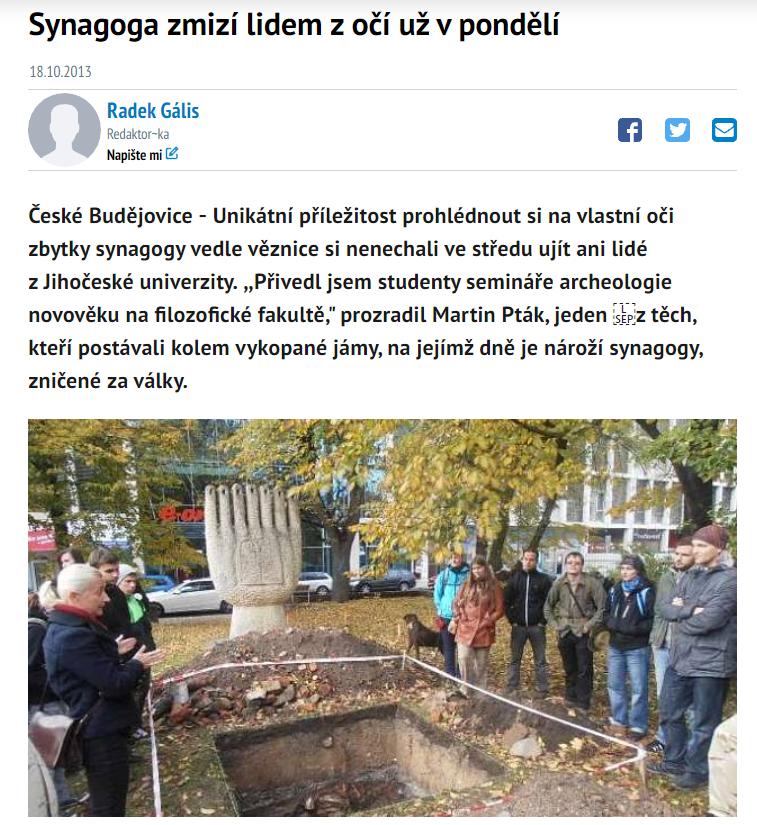 Synagoga zmizí lidem z očí už v pondělí
18.10.2013
Radek Gális
Redaktor~ka
Napište mi
České Budějovice - Unikátní příležitost prohlédnout si na vlastní oči
zbytky synagogy vedle věznice si nenechali ve středu ujít ani lidé
z Jihočeské univerzity. „Přivedl jsem studenty semináře archeologie
novověku na filozofické fakultě," prozradil Martin Pták, jeden L SEP z těch,
kteří postávali kolem vykopané jámy, na jejímž dně je nároží synagogy,
zničené za války.
e·on